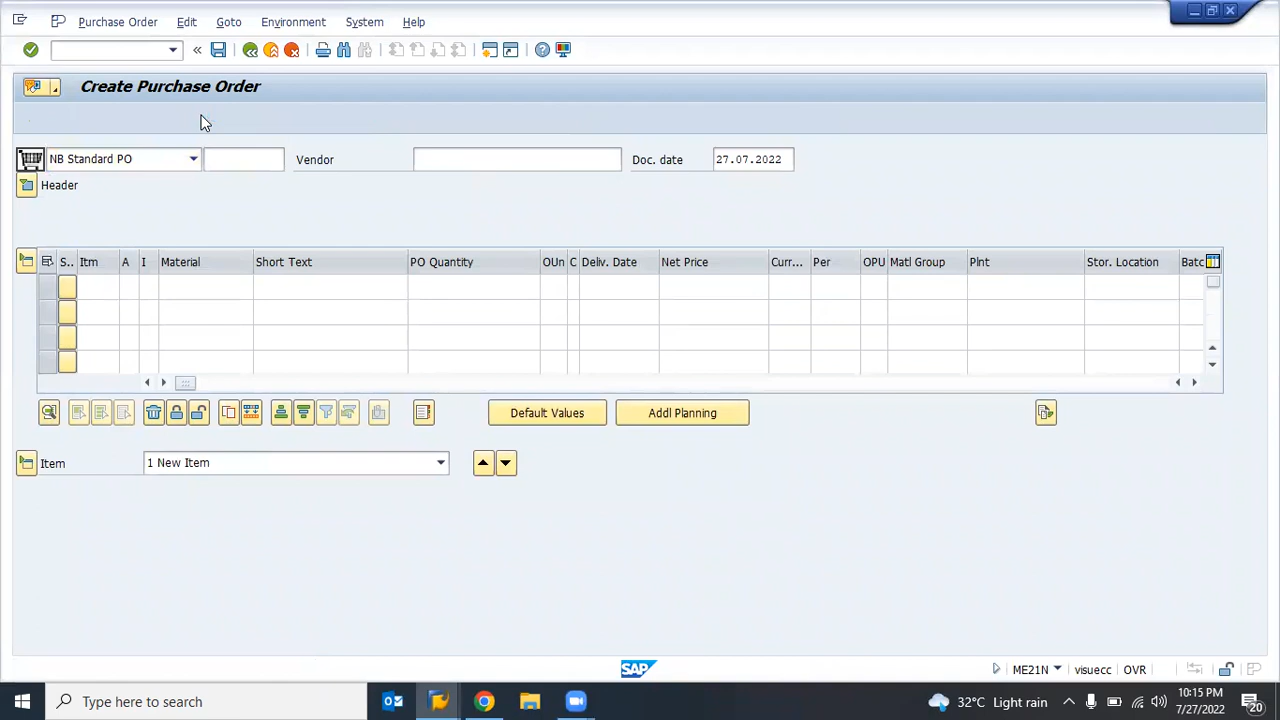 Purchase Order Edit Goto Environment System Help
Create Purchase Order
NB Standard PO Vendor Doc. date 27.07.2022
Header
S.. Itm A I Material Short Text PO Quantity OUn C Deliv. Date Net Price Curr... Per OPU Matl Group Plnt Stor. Location Batc
Default Values Addl Planning
Item 1 New Item
SAP
ME21N visuecc OVR
Type here to search
32°C Light rain
10:15 PM
7/27/2022
20